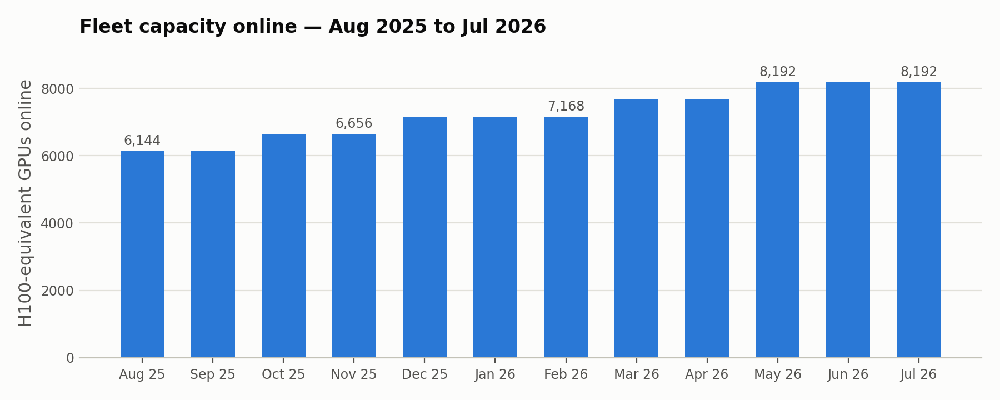 Fleet capacity online — Aug 2025 to Jul 2026
H100-equivalent GPUs online
8000
6000
4000
2000
0
6,144
6,656
7,168
8,192
8,192
Aug 25
Sep 25
Oct 25
Nov 25
Dec 25
Jan 26
Feb 26
Mar 26
Apr 26
May 26
Jun 26
Jul 26